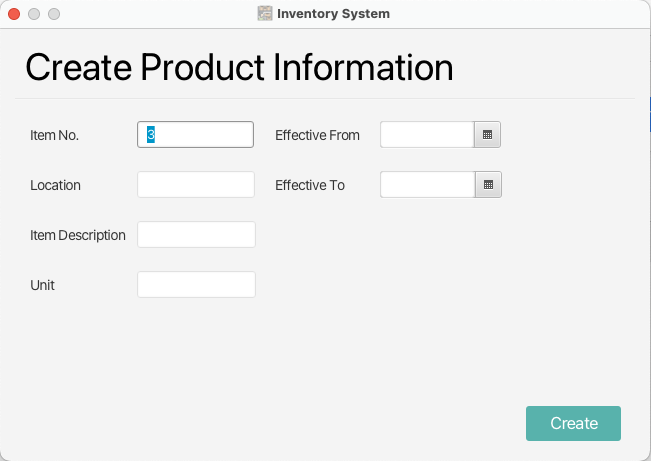 Inventory System
Create Product Information
Item No. 3 Effective From
Location Effective To
Item Description
Unit
Create